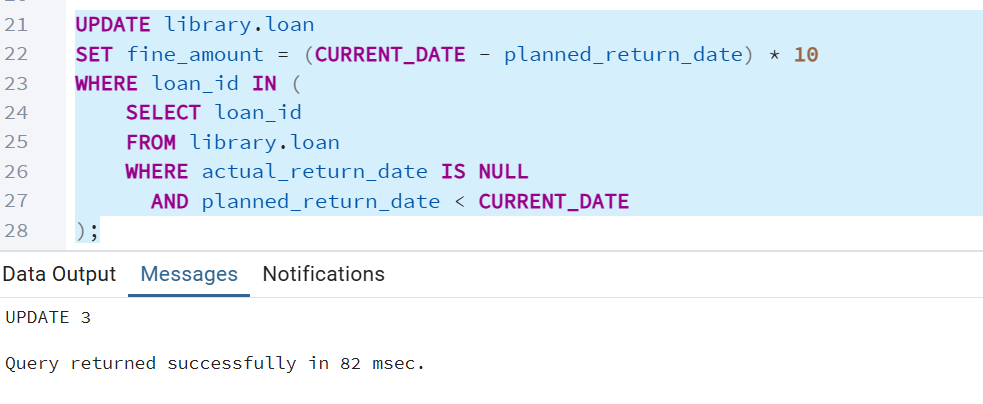 21 UPDATE library.loan
22 SET fine_amount = (CURRENT_DATE - planned_return_date) * 10
23 WHERE loan_id IN (
24     SELECT loan_id
25     FROM library.loan
26     WHERE actual_return_date IS NULL
27       AND planned_return_date < CURRENT_DATE
28 );
Data Output Messages Notifications
UPDATE 3
Query returned successfully in 82 msec.